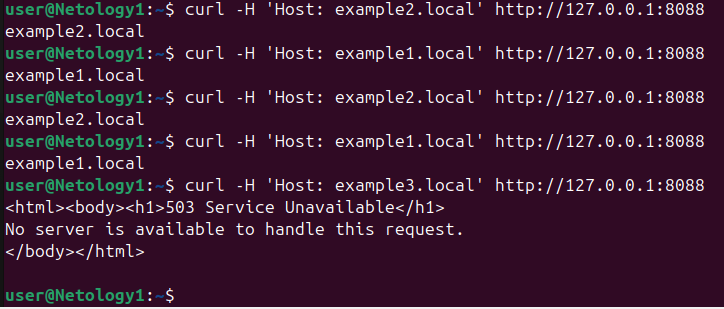 user@Netology1:~$ curl -H 'Host: example2.local' http://127.0.0.1:8088
example2.local
user@Netology1:~$ curl -H 'Host: example1.local' http://127.0.0.1:8088
example1.local
user@Netology1:~$ curl -H 'Host: example2.local' http://127.0.0.1:8088
example2.local
user@Netology1:~$ curl -H 'Host: example1.local' http://127.0.0.1:8088
example1.local
user@Netology1:~$ curl -H 'Host: example3.local' http://127.0.0.1:8088
<html><body><h1>503 Service Unavailable</h1>
No server is available to handle this request.
</body></html>

user@Netology1:~$